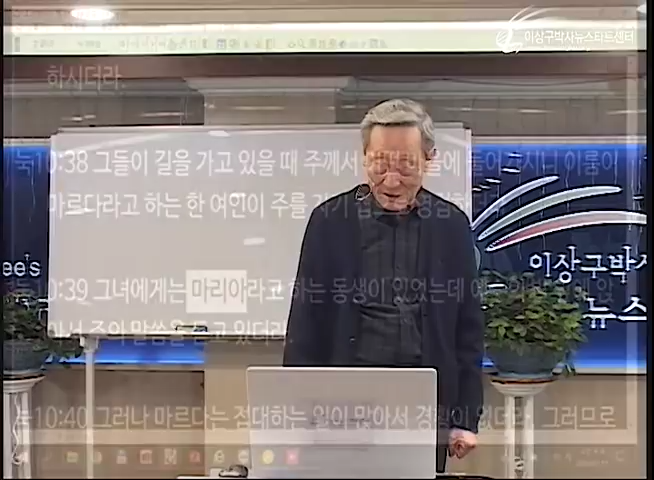 이상구박사뉴스타트센터
하시더라.
눅10:38 그들이 길을 가고 있을 때 주께서
마르다라고 하는 한 여인이 주를
ee's
이상구박사
눅10:39 그녀에게는 마리아라고 하는 동생이 있었는데
뉴스
아서 주의 말씀을 듣고 있더라
눅10:40 그러나 마르다는 접대하는 일이 많아서 경황이 없더라. 그러므로